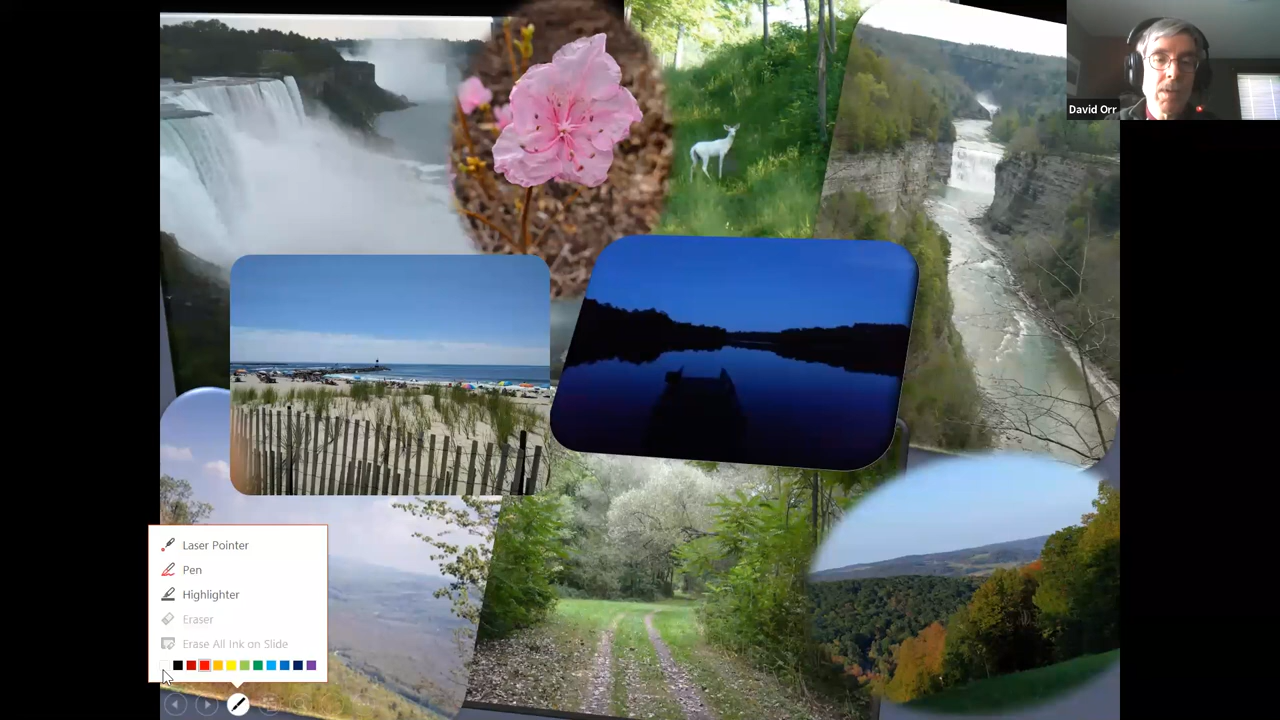 David Orr
Laser Pointer
Pen
Highlighter
Eraser
Erase All Ink on Slide